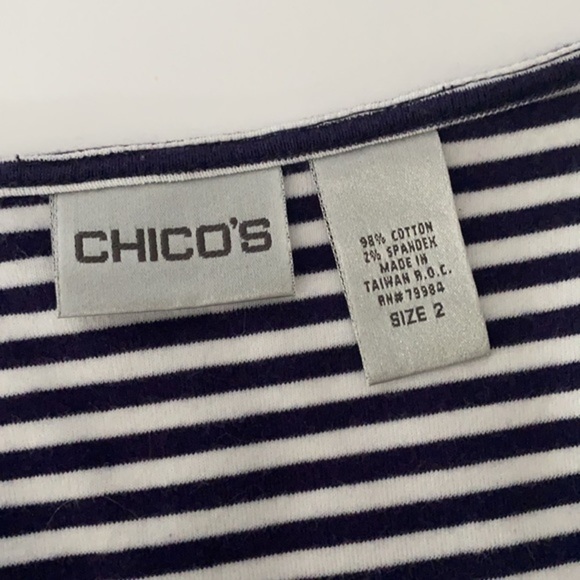 CHICO'S
98% COTTON
2% SPANDEX
MADE IN
TAIWAN R.O.C.
RN#79984
SIZE 2